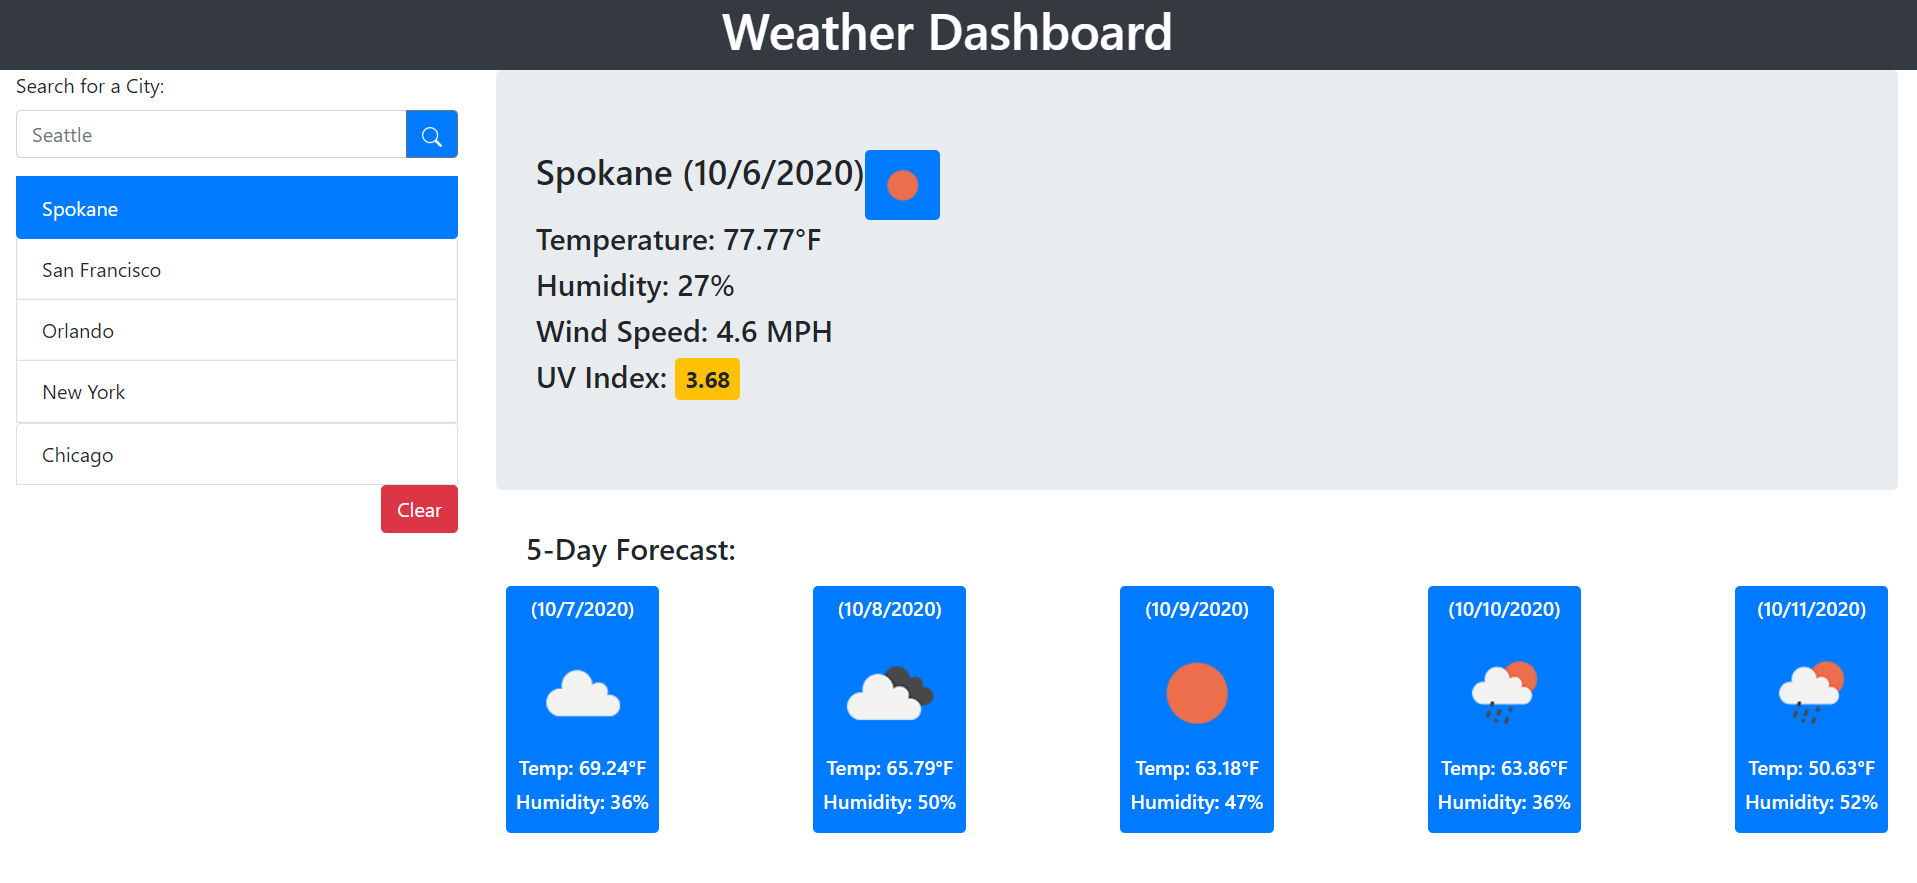 Weather Dashboard
Search for a City:
Seattle
Spokane
San Francisco
Orlando
New York
Chicago
Clear
Spokane (10/6/2020)
Temperature: 77.77°F
Humidity: 27%
Wind Speed: 4.6 MPH
UV Index: 3.68
5-Day Forecast:
(10/7/2020)
Temp: 69.24°F
Humidity: 36%
(10/8/2020)
Temp: 65.79°F
Humidity: 50%
(10/9/2020)
Temp: 63.18°F
Humidity: 47%
(10/10/2020)
Temp: 63.86°F
Humidity: 36%
(10/11/2020)
Temp: 50.63°F
Humidity: 52%